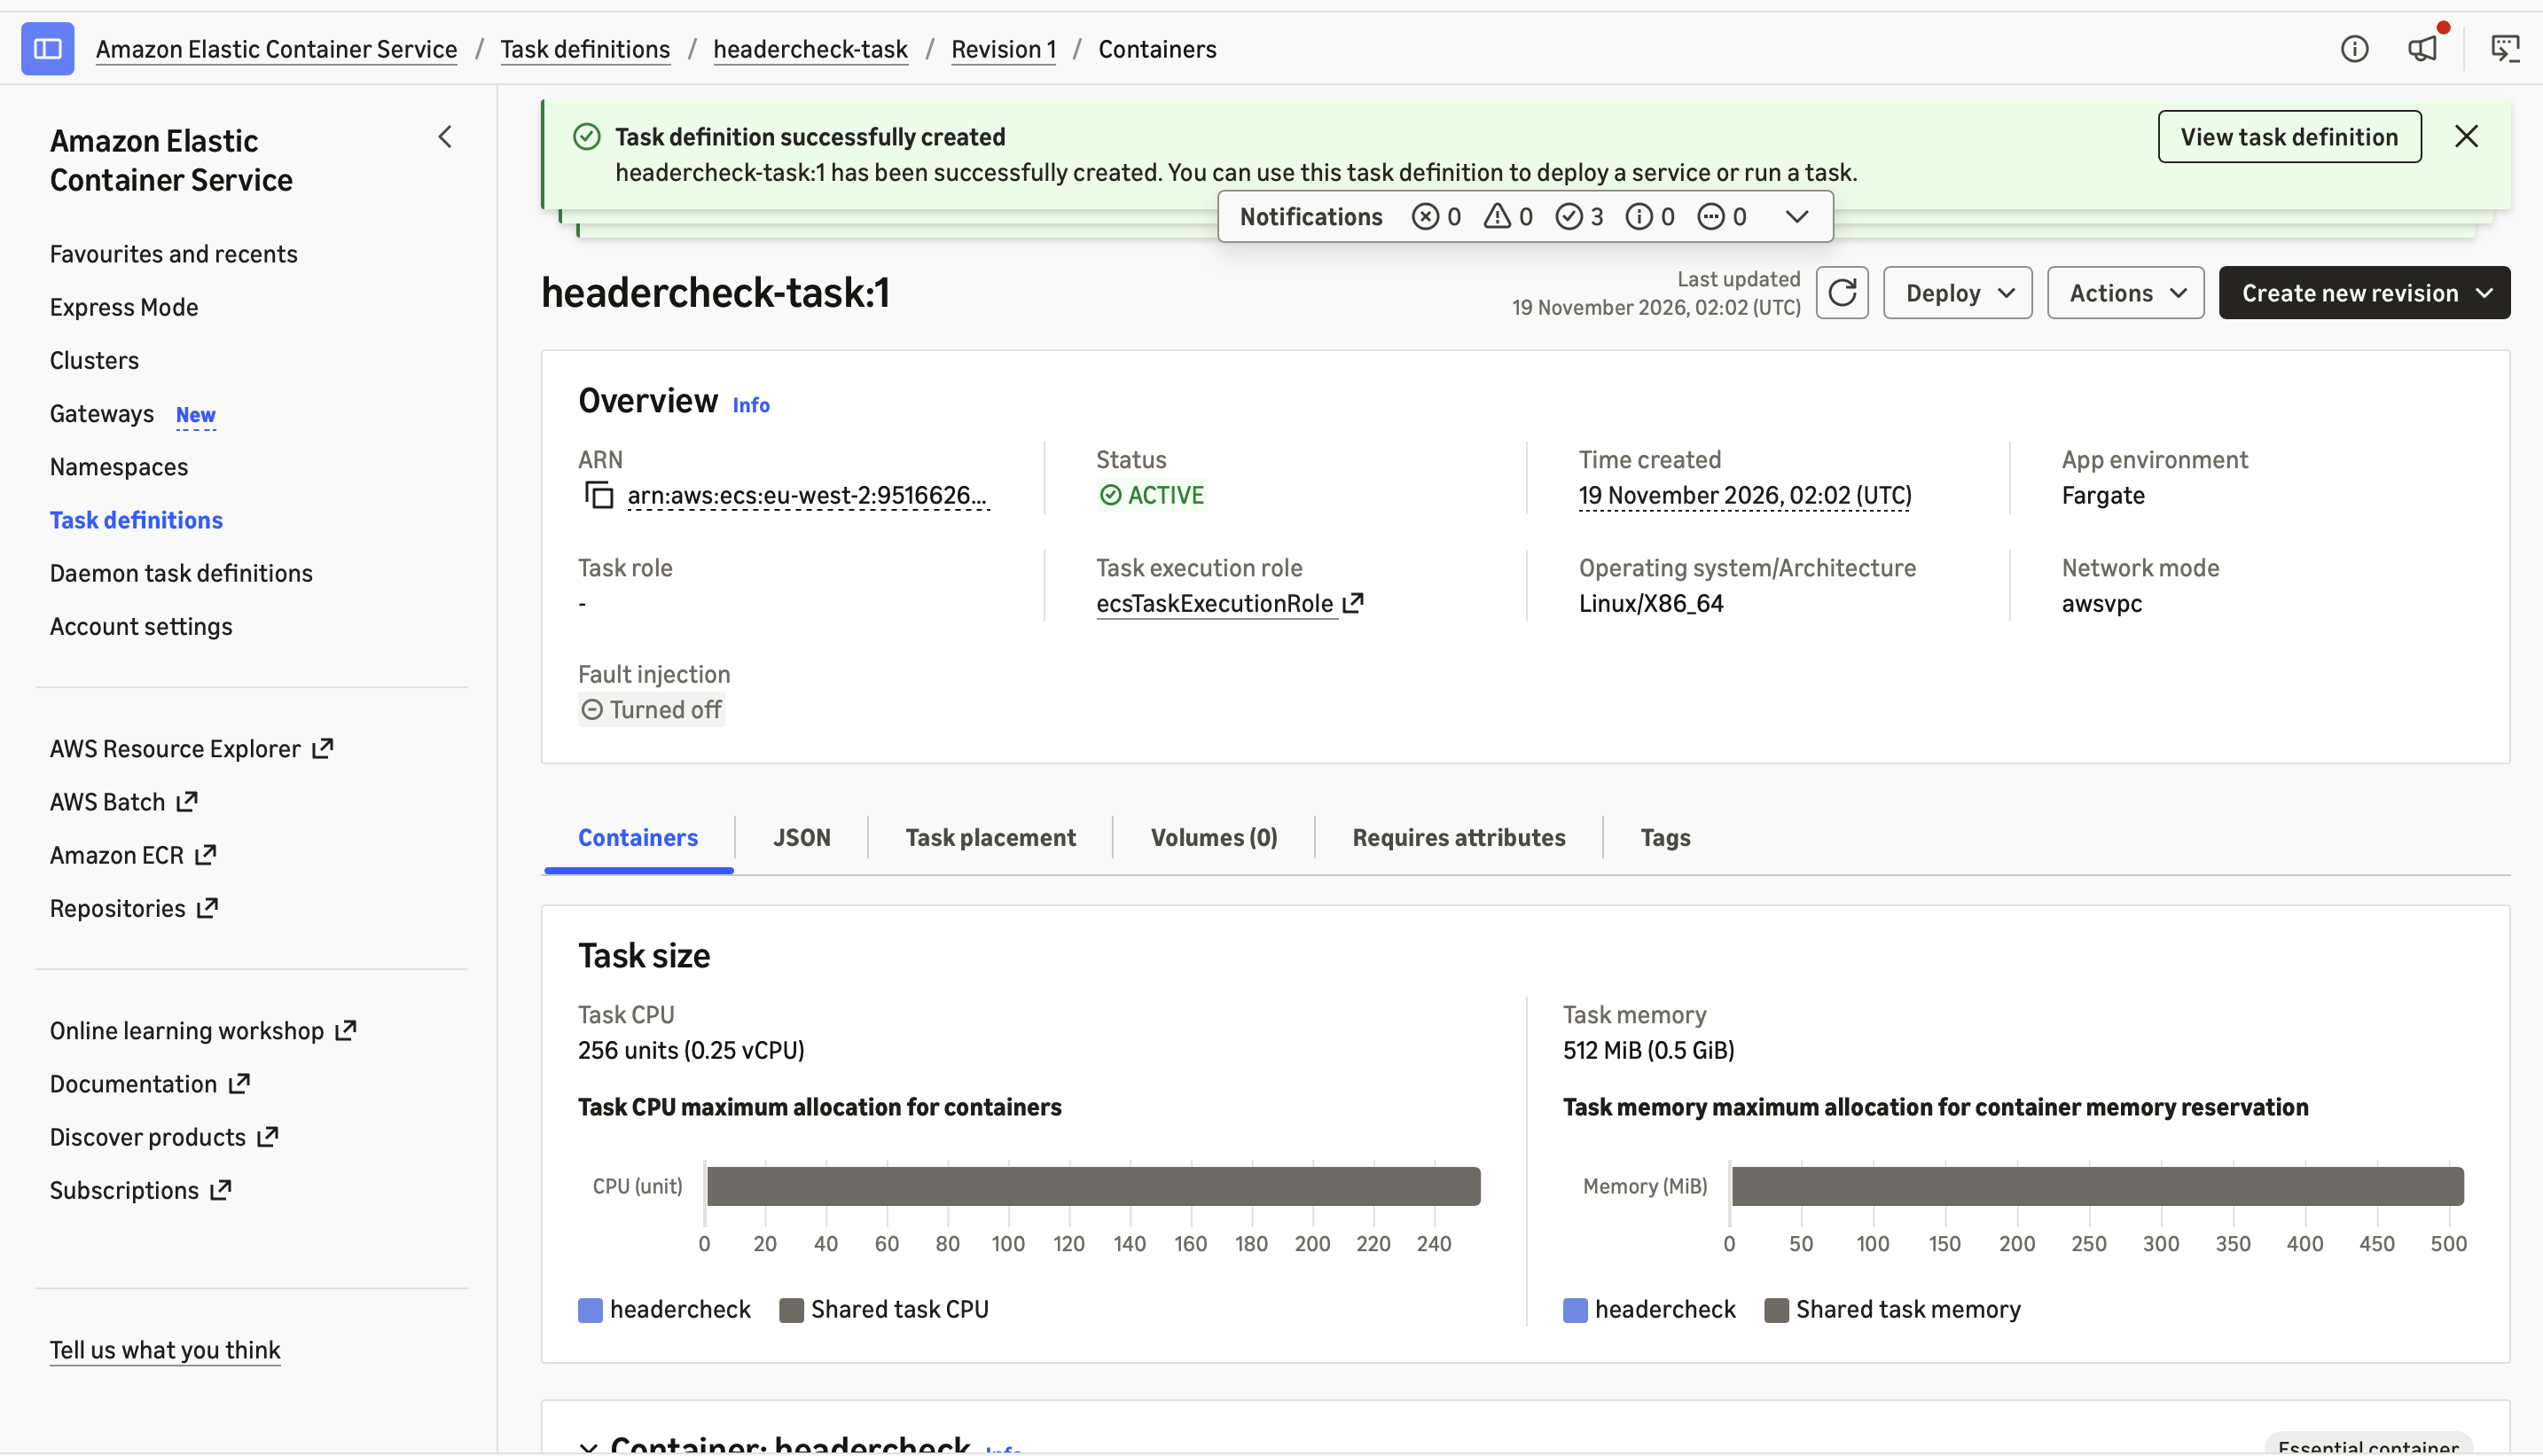 Amazon Elastic Container Service / Task definitions / headercheck-task / Revision 1 / Containers
Amazon Elastic
Container Service
Favourites and recents
Express Mode
Clusters
Gateways New
Namespaces
Task definitions
Daemon task definitions
Account settings
AWS Resource Explorer
AWS Batch
Amazon ECR
Repositories
Online learning workshop
Documentation
Discover products
Subscriptions
Tell us what you think
Task definition successfully created
headercheck-task:1 has been successfully created. You can use this task definition to deploy a service or run a task.
View task definition
Notifications 0 0 3 0 0
headercheck-task:1
Last updated
19 November 2026, 02:02 (UTC)
Deploy
Actions
Create new revision
Overview Info
ARN
arn:aws:ecs:eu-west-2:9516626...
Status
ACTIVE
Time created
19 November 2026, 02:02 (UTC)
App environment
Fargate
Task role
-
Task execution role
ecsTaskExecutionRole
Operating system/Architecture
Linux/X86_64
Network mode
awsvpc
Fault injection
Turned off
Containers JSON Task placement Volumes (0) Requires attributes Tags
Task size
Task CPU
256 units (0.25 vCPU)
Task CPU maximum allocation for containers
CPU (unit)
0 20 40 60 80 100 120 140 160 180 200 220 240
headercheck Shared task CPU
Task memory
512 MiB (0.5 GiB)
Task memory maximum allocation for container memory reservation
Memory (MiB)
0 50 100 150 200 250 300 350 400 450 500
headercheck Shared task memory
Container: headercheck Info
Essential container